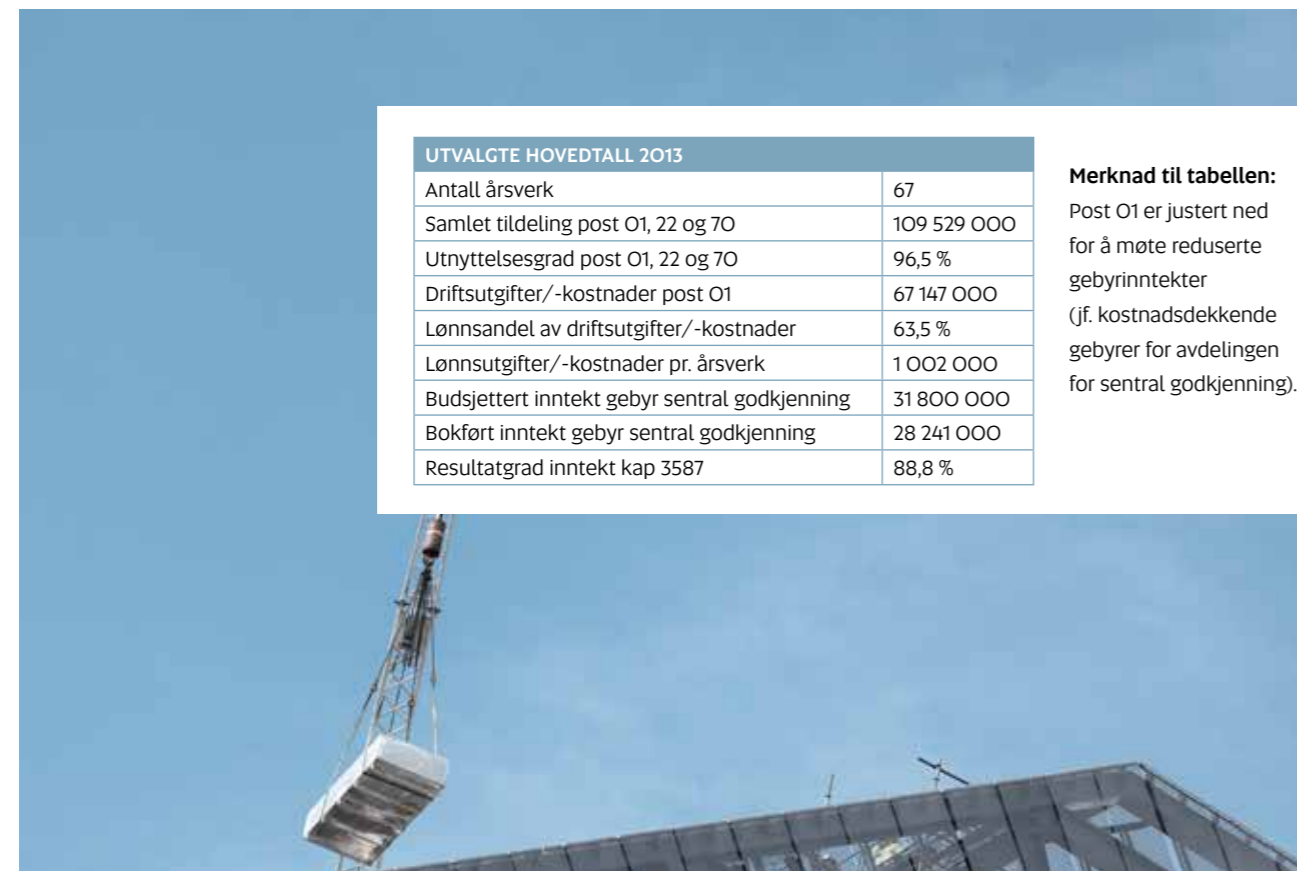 UTVALGTE HOVEDTALL 2013
Antall årsverk 67
Samlet tildeling post 01, 22 og 70 109 529 000
Utnyttelsesgrad post 01, 22 og 70 96,5 %
Driftsutgifter/-kostnader post 01 67 147 000
Lønnsandel av driftsutgifter/-kostnader 63,5 %
Lønnsutgifter/-kostnader pr. årsverk 1 002 000
Budsjettert inntekt gebyr sentral godkjenning 31 800 000
Bokført inntekt gebyr sentral godkjenning 28 241 000
Resultatgrad inntekt kap 3587 88,8 %
Merknad til tabellen:
Post 01 er justert ned
for å møte reduserte
gebyrinntekter
(jf. kostnadsdekkende
gebyrer for avdelingen
for sentral godkjenning).